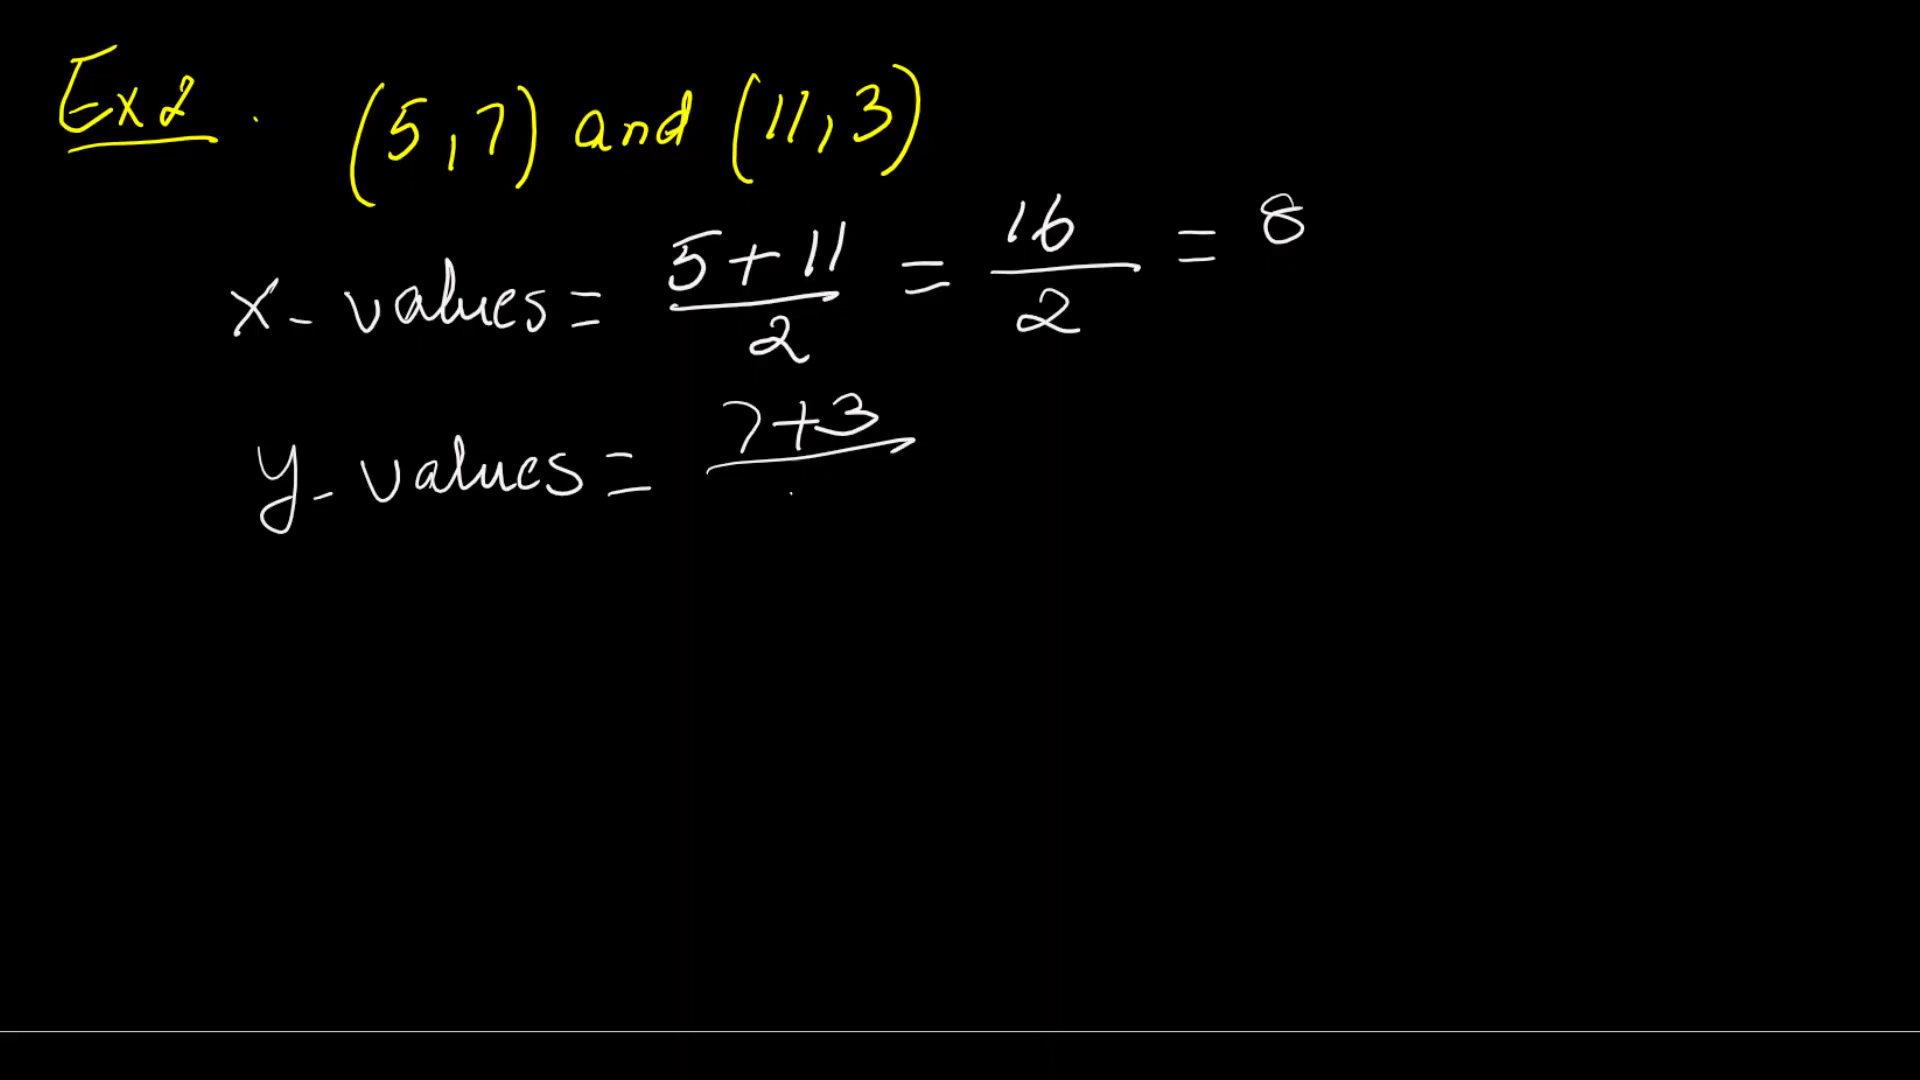 Ex 2. (5,7) and (11,3)
x- values = 5+11/2 = 16/2 = 8
y- values = 7+3